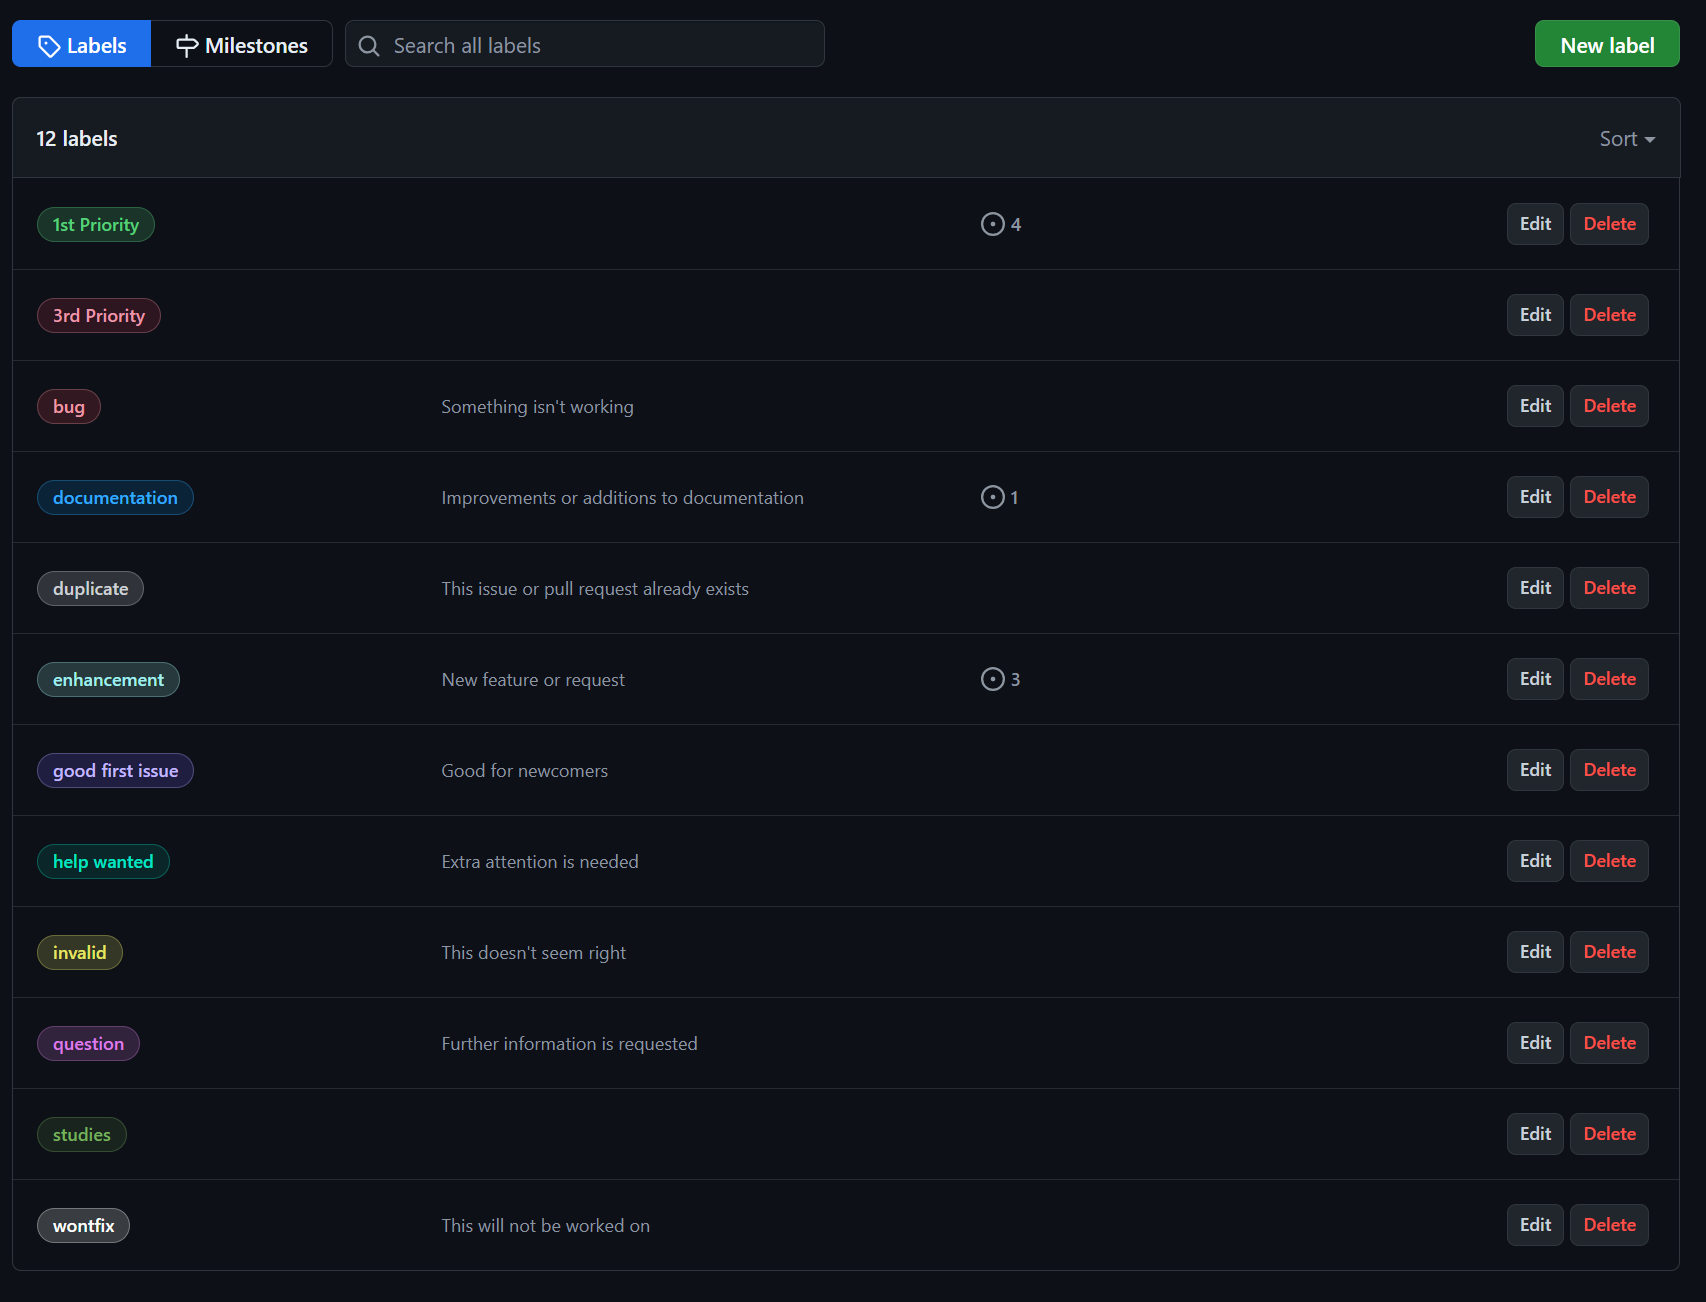 Labels Milestones Search all labels New label
12 labels Sort
1st Priority 4 Edit Delete
3rd Priority Edit Delete
bug Something isn't working Edit Delete
documentation Improvements or additions to documentation 1 Edit Delete
duplicate This issue or pull request already exists Edit Delete
enhancement New feature or request 3 Edit Delete
good first issue Good for newcomers Edit Delete
help wanted Extra attention is needed Edit Delete
invalid This doesn't seem right Edit Delete
question Further information is requested Edit Delete
studies Edit Delete
wontfix This will not be worked on Edit Delete